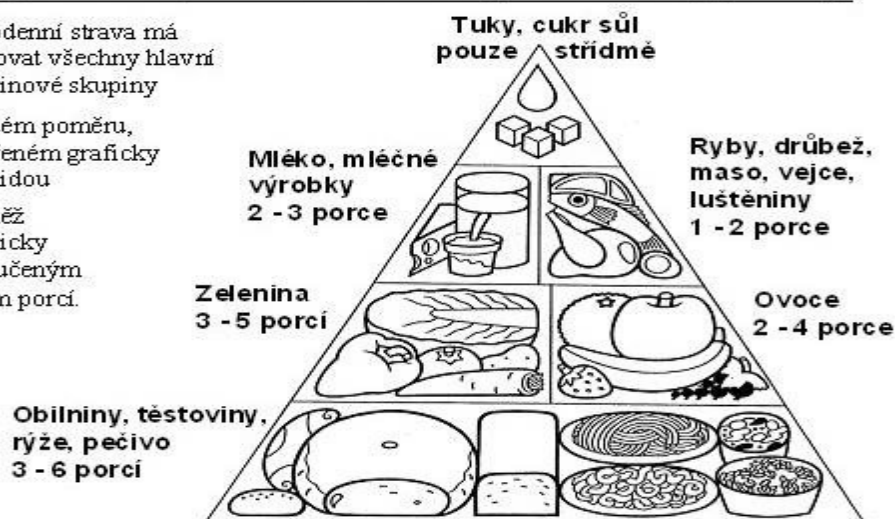 odenní strava má
ovat všechny hlavní
inové skupiny
ém poměru,
eném graficky
idou
ěž
icky
učeným
n porcí.
Tuky, cukr sůl
pouze střídmě
Mléko, mléčné
výrobky
2 - 3 porce
Ryby, drůbež,
maso, vejce,
luštěniny
1 - 2 porce
Zelenina
3 - 5 porcí
Ovoce
2 - 4 porce
Obilniny, těstoviny,
rýže, pečivo
3 - 6 porcí